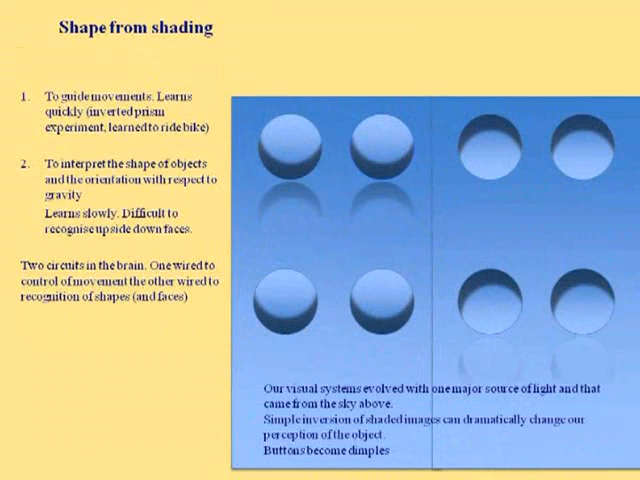 Shape from shading
1. To guide movements. Learns
quickly (inverted prism
experiment, learned to ride bike)
2. To interpret the shape of objects
and the orientation with respect to
gravity
Learns slowly. Difficult to
recognise upside down faces.
Two circuits in the brain. One wired to
control of movement the other wired to
recognition of shapes (and faces)
Our visual systems evolved with one major source of light and that
came from the sky above.
Simple inversion of shaded images can dramatically change our
perception of the object.
Buttons become dimples